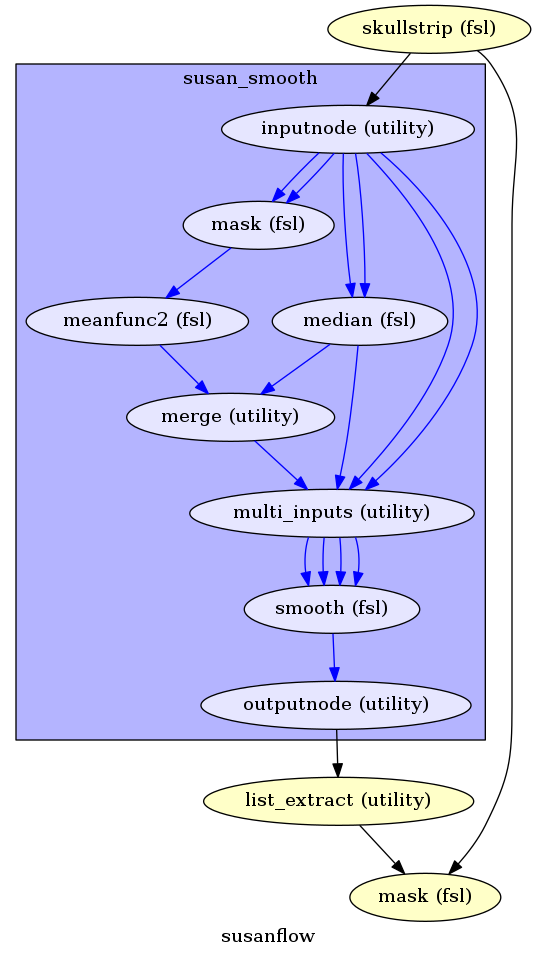 skullstrip (fsl)
susan_smooth
inputnode (utility)
mask (fsl)
meanfunc2 (fsl)
median (fsl)
merge (utility)
multi_inputs (utility)
smooth (fsl)
outputnode (utility)
list_extract (utility)
mask (fsl)
susanflow